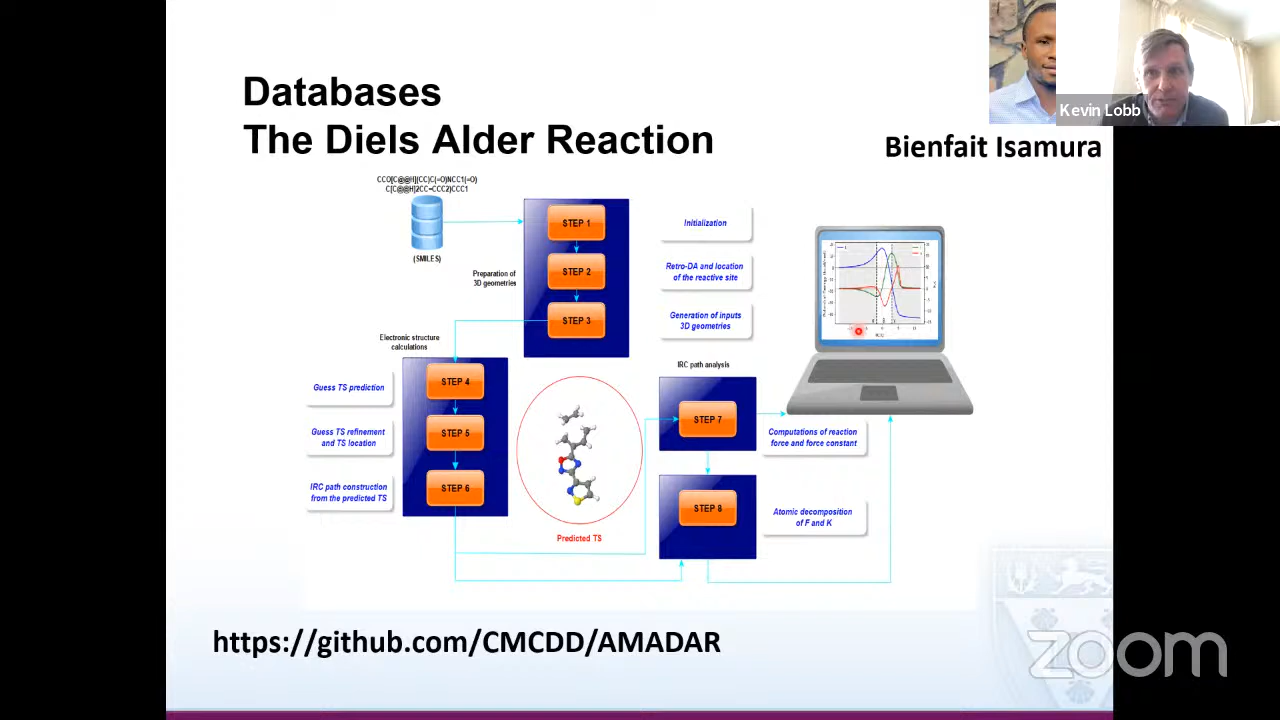 Databases
The Diels Alder Reaction
Kevin Lobb
Bienfait Isamura
CCO[C@@H](CC)C(=O)NCC1(=O)
C[C@@H]2CC=CCC2)CCC1
(SMILES)
Preparation of
3D geometries
STEP 1
STEP 2
STEP 3
Initialization
Retro-DA and location
of the reactive site
Generation of inputs
3D geometries
Electronic structure
calculations
Guess TS prediction
Guess TS refinement
and TS location
IRC path construction
from the predicted TS
STEP 4
STEP 5
STEP 6
Predicted TS
IRC path analysis
STEP 7
STEP 8
Computations of reaction
force and force constant
Atomic decomposition
of F and K
https://github.com/CMCDD/AMADAR
zoom